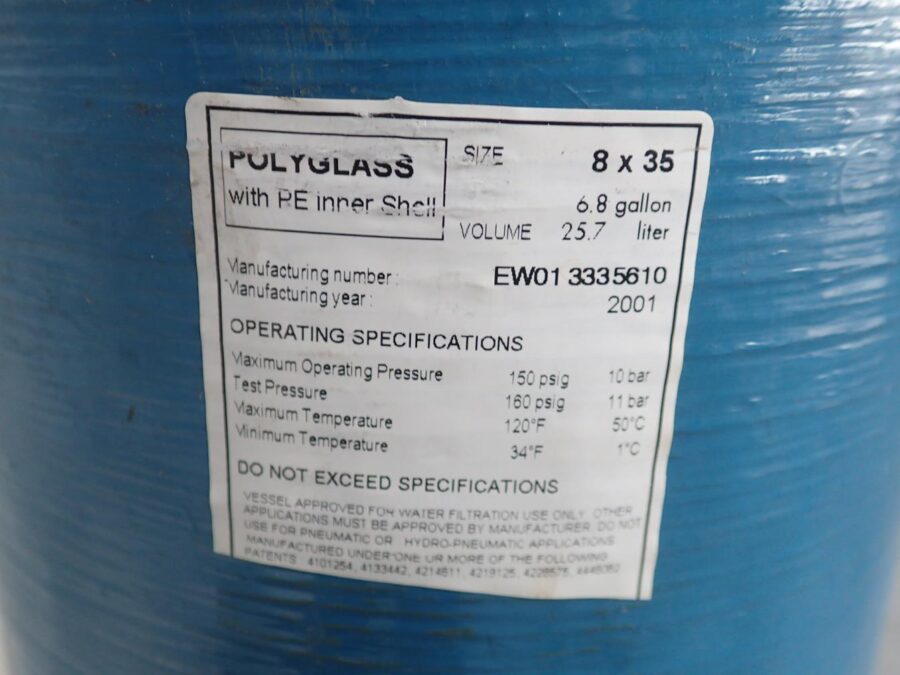 POLYGLASS
with PE inner Shell
SIZE 8 x 35
6.8 gallon
VOLUME 25.7 liter
Manufacturing number: EW01 3335610
Manufacturing year: 2001
OPERATING SPECIFICATIONS
Maximum Operating Pressure 150 psig 10 bar
Test Pressure 160 psig 11 bar
Maximum Temperature 120°F 50°C
Minimum Temperature 34°F 1°C
DO NOT EXCEED SPECIFICATIONS
VESSEL APPROVED FOR WATER FILTRATION USE ONLY OTHER
APPLICATIONS MUST BE APPROVED BY MANUFACTURER DO NOT
USE FOR PNEUMATIC OR HYDRO-PNEUMATIC APPLICATIONS
MANUFACTURED UNDER ONE OR MORE OF THE FOLLOWING
PATENTS: 4101254, 4133442, 4214611, 4219125,